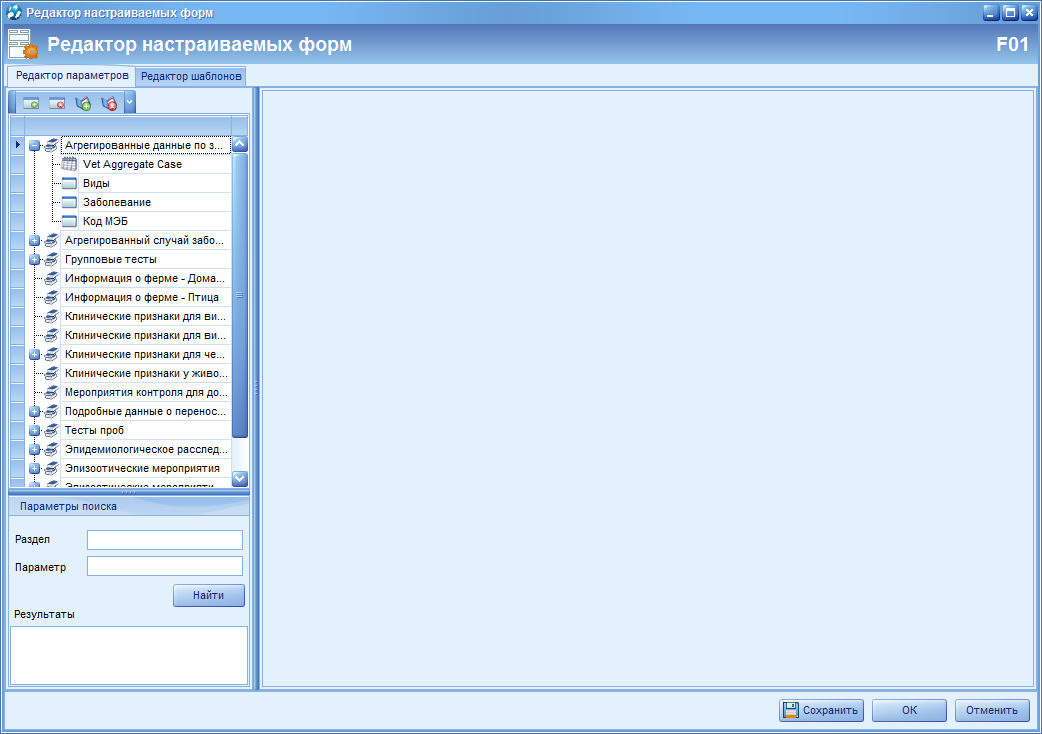 Редактор настраиваемых форм
Редактор настраиваемых форм
F01
Редактор параметров
Редактор шаблонов
Агрегированные данные по з...
Vet Aggregate Case
Виды
Заболевание
Код МЭБ
Агрегированный случай забо...
Групповые тесты
Информация о ферме - Дома...
Информация о ферме - Птица
Клинические признаки для ви...
Клинические признаки для ви...
Клинические признаки для че...
Клинические признаки у живо...
Мероприятия контроля для до...
Подробные данные о перенос...
Тесты проб
Эпидемиологическое расслед...
Эпизоотические мероприятия
Эпизоотические мероприяти...
Параметры поиска
Раздел
Параметр
Найти
Результаты
Сохранить
ОК
Отменить